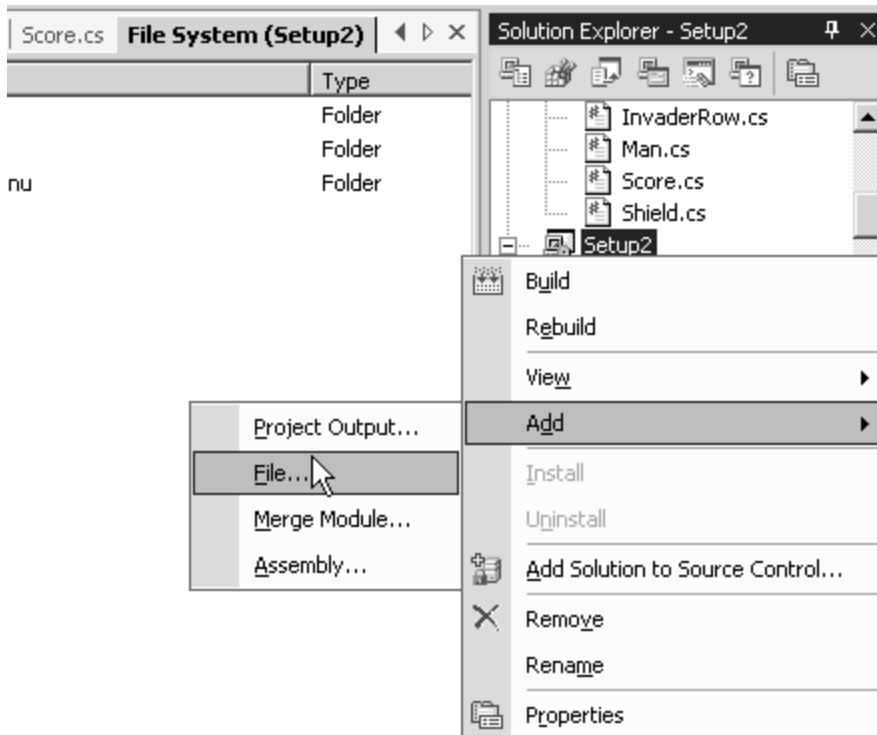 Score.cs File System (Setup2)
Solution Explorer - Setup2
Type
Folder
Folder
nu Folder
InvaderRow.cs
Man.cs
Score.cs
Shield.cs
Setup2
Build
Rebuild
View
Add
Install
Uninstall
Add Solution to Source Control...
Remove
Rename
Properties
Project Output...
File...
Merge Module...
Assembly...